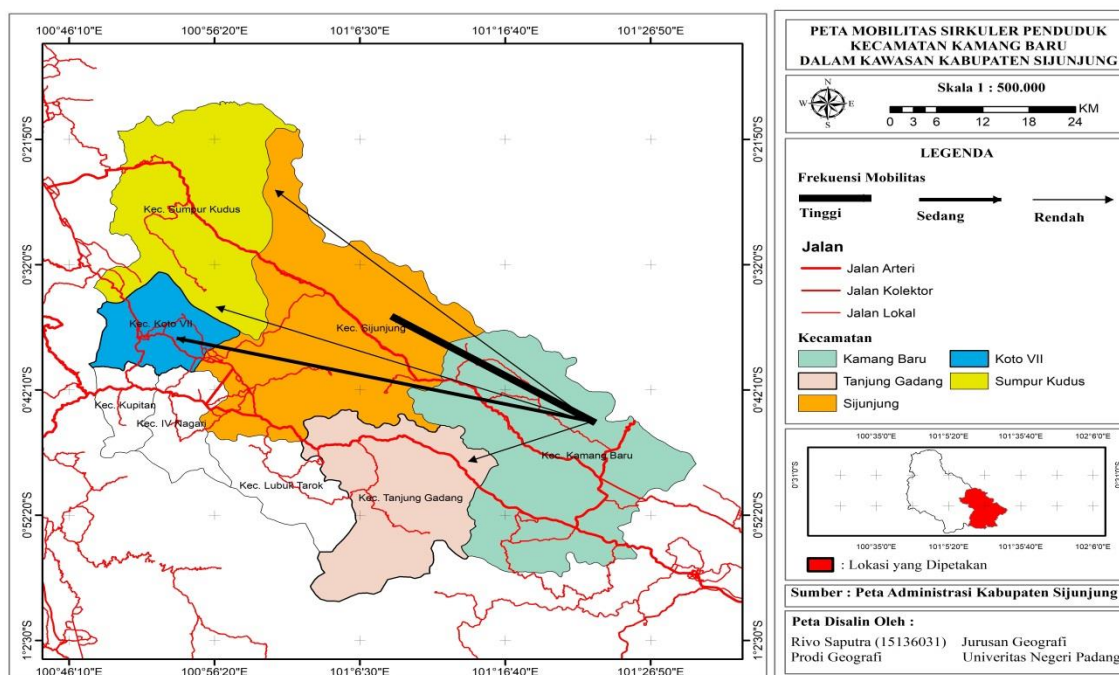 100°46'10"E 100°56'20"E 101°6'30"E 101°16'40"E 101°26'50"E
0°21'50"S 0°21'50"S
Kec. Sumpur Kudus
0°32'0"S 0°32'0"S
Kec. Koto VII
Kec. Sijunjung
0°42'10"S 0°42'10"S
Kec. Kupitan
Kec. IV Nagari
Kec. Kamang Baru
Kec. Lubuk Tarok
Kec. Tanjung Gadang
0°52'20"S 0°52'20"S
1°2'30"S 1°2'30"S
100°46'10"E 100°56'20"E 101°6'30"E 101°16'40"E 101°26'50"E
PETA MOBILITAS SIRKULER PENDUDUK
KECAMATAN KAMANG BARU
DALAM KAWASAN KABUPATEN SIJUNJUNG
N
W E
S
Skala 1 : 500.000
KM
0 3 6 12 18 24
LEGENDA
Frekuensi Mobilitas
Tinggi Sedang Rendah
Jalan
Jalan Arteri
Jalan Kolektor
Jalan Lokal
Kecamatan
Kamang Baru Koto VII
Tanjung Gadang Sumpur Kudus
Sijunjung
100°35'0"E 101°5'20"E 101°35'40"E 102°6'0"E
0°31'0"S 0°31'0"S
100°35'0"E 101°5'20"E 101°35'40"E 102°6'0"E
: Lokasi yang Dipetakan
Sumber : Peta Administrasi Kabupaten Sijunjung
Peta Disalin Oleh :
Rivo Saputra (15136031) Jurusan Geografi
Prodi Geografi Univeritas Negeri Padang